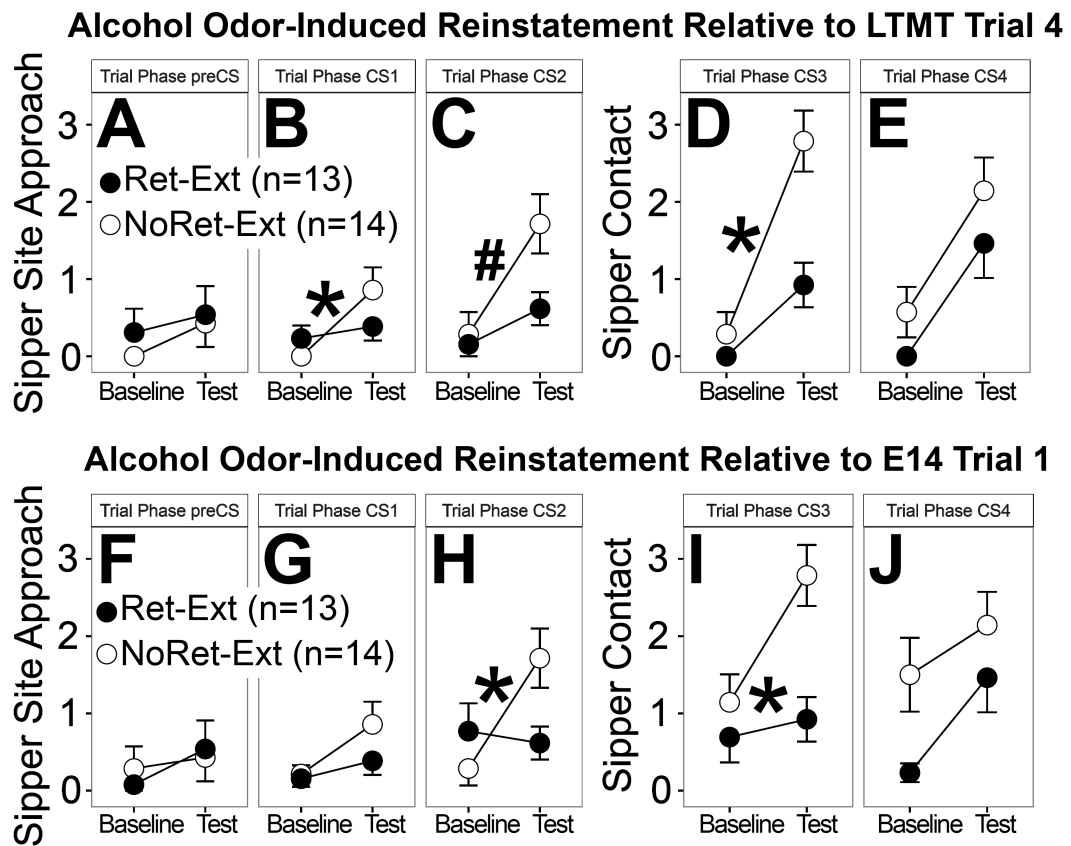 Alcohol Odor-Induced Reinstatement Relative to LTMT Trial 4
Trial Phase preCS
Trial Phase CS1
Trial Phase CS2
Trial Phase CS3
Trial Phase CS4
Sipper Site Approach
3
2
1
0
A
B
C
Ret-Ext (n=13)
NoRet-Ext (n=14)
*
#
Baseline Test
Baseline Test
Baseline Test
Sipper Contact
3
2
1
0
D
E
*
Baseline Test
Baseline Test
Alcohol Odor-Induced Reinstatement Relative to E14 Trial 1
Trial Phase preCS
Trial Phase CS1
Trial Phase CS2
Trial Phase CS3
Trial Phase CS4
Sipper Site Approach
3
2
1
0
F
G
H
Ret-Ext (n=13)
NoRet-Ext (n=14)
*
Baseline Test
Baseline Test
Baseline Test
Sipper Contact
3
2
1
0
I
J
*
Baseline Test
Baseline Test